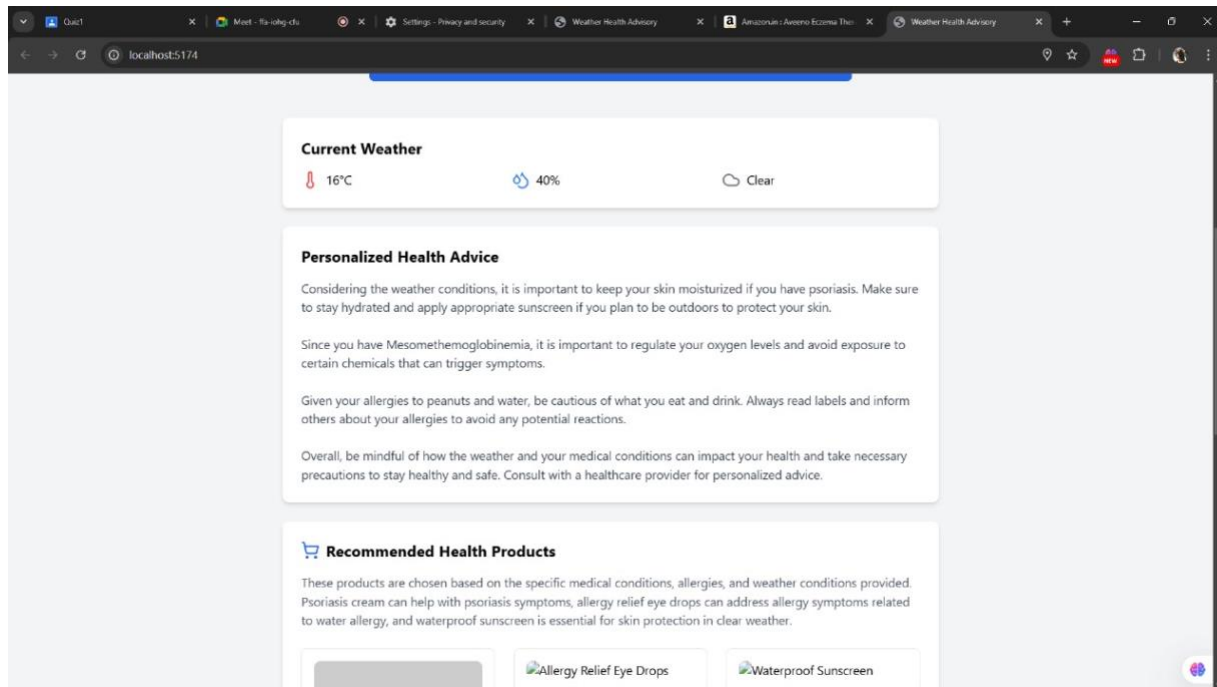 Quiz1
Meet - ffa-iohg-cfu
Settings - Privacy and security
Weather Health Advisory
Amazon.in : Aveeno Eczema Ther
Weather Health Advisory
localhost:5174
NEW
Current Weather
16°C
40%
Clear
Personalized Health Advice
Considering the weather conditions, it is important to keep your skin moisturized if you have psoriasis. Make sure
to stay hydrated and apply appropriate sunscreen if you plan to be outdoors to protect your skin.
Since you have Mesomethemoglobinemia, it is important to regulate your oxygen levels and avoid exposure to
certain chemicals that can trigger symptoms.
Given your allergies to peanuts and water, be cautious of what you eat and drink. Always read labels and inform
others about your allergies to avoid any potential reactions.
Overall, be mindful of how the weather and your medical conditions can impact your health and take necessary
precautions to stay healthy and safe. Consult with a healthcare provider for personalized advice.
Recommended Health Products
These products are chosen based on the specific medical conditions, allergies, and weather conditions provided.
Psoriasis cream can help with psoriasis symptoms, allergy relief eye drops can address allergy symptoms related
to water allergy, and waterproof sunscreen is essential for skin protection in clear weather.
Allergy Relief Eye Drops
Waterproof Sunscreen